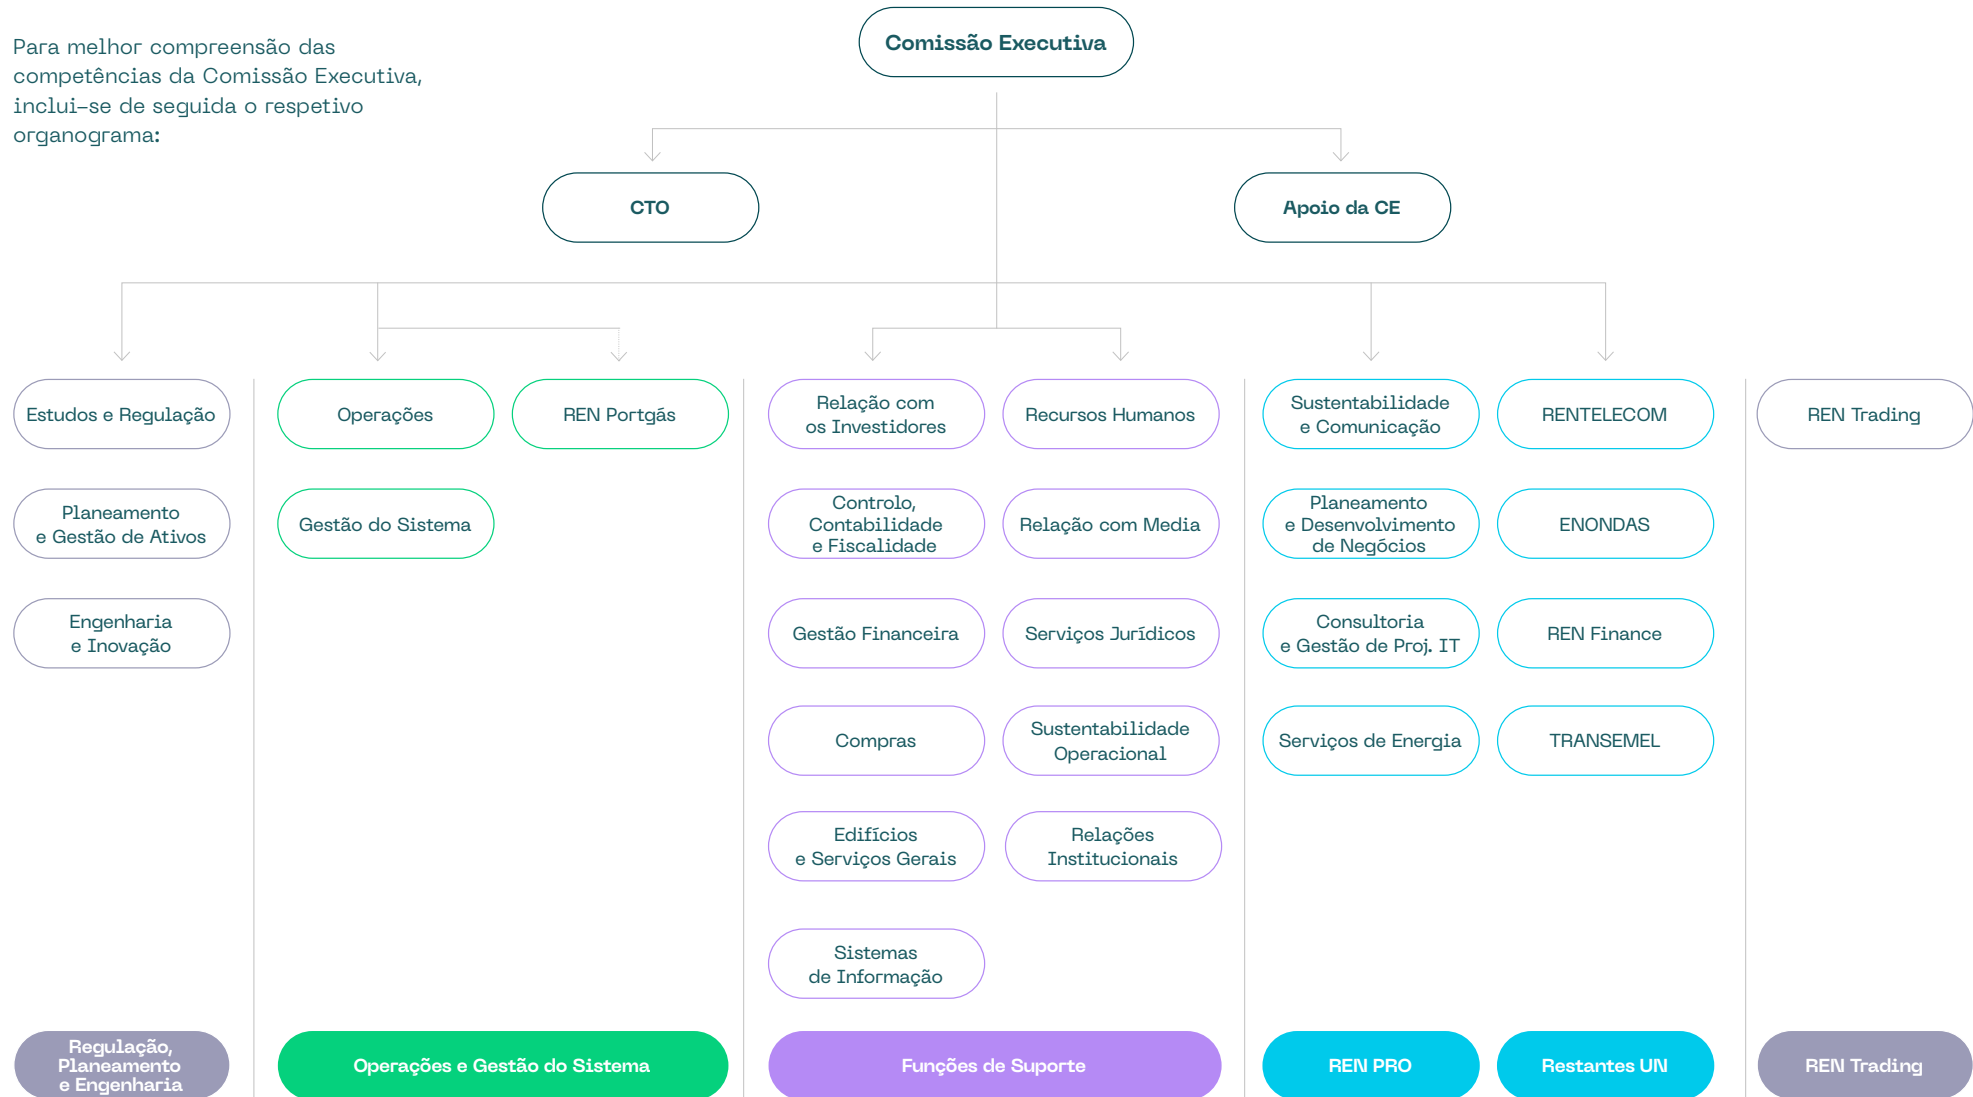 Para melhor compreensão das
competências da Comissão Executiva,
inclui-se de seguida o respetivo
organograma:
Comissão Executiva
CTO
Apoio da CE
Estudos e Regulação
Operações
REN Portgás
Relação com
os Investidores
Recursos Humanos
Sustentabilidade
e Comunicação
RENTELECOM
REN Trading
Planeamento
e Gestão de Ativos
Gestão do Sistema
Controlo,
Contabilidade
e Fiscalidade
Relação com Media
Planeamento
e Desenvolvimento
de Negócios
ENONDAS
Engenharia
e Inovação
Gestão Financeira
Serviços Jurídicos
Consultoria
e Gestão de Proj. IT
REN Finance
Compras
Sustentabilidade
Operacional
Serviços de Energia
TRANSEMEL
Edifícios
e Serviços Gerais
Relações
Institucionais
Sistemas
de Informação
Regulação,
Planeamento
e Engenharia
Operações e Gestão do Sistema
Funções de Suporte
REN PRO
Restantes UN
REN Trading